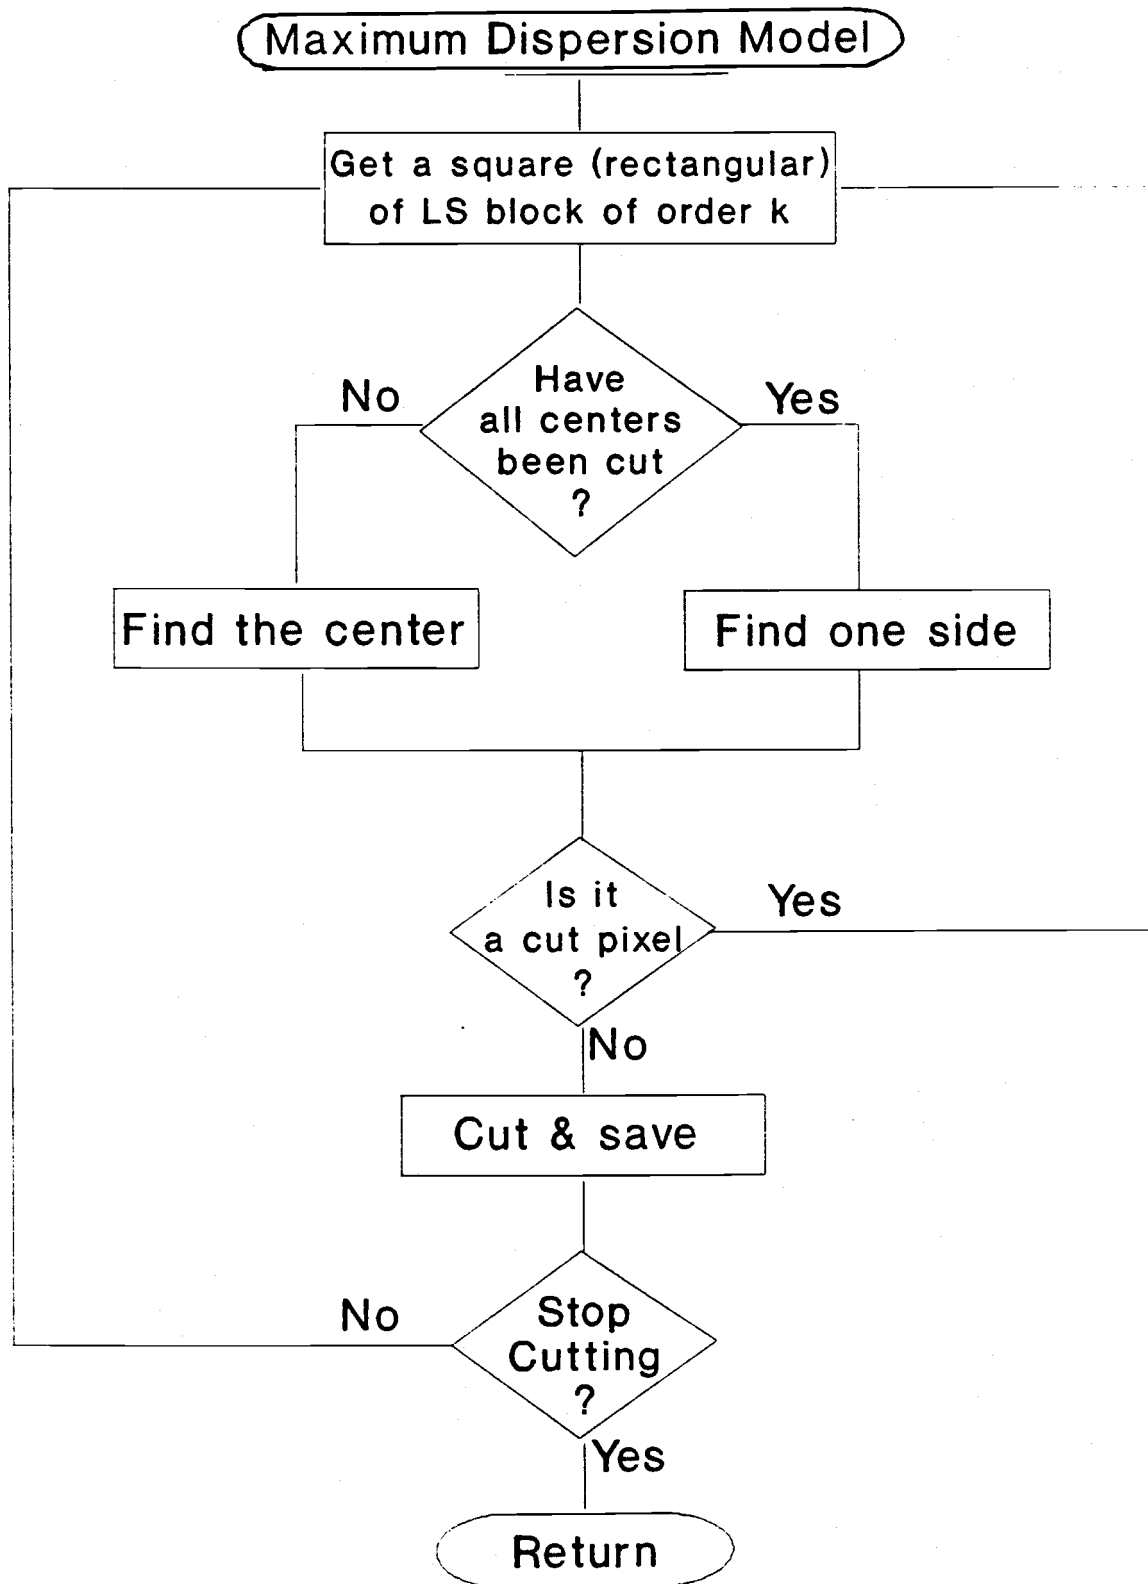 Maximum Dispersion Model
Get a square (rectangular)
of LS block of order k
No
Have
all centers
been cut
?
Yes
Find the center
Find one side
Is it
a cut pixel
?
Yes
No
Cut & save
No
Stop
Cutting
?
Yes
Return